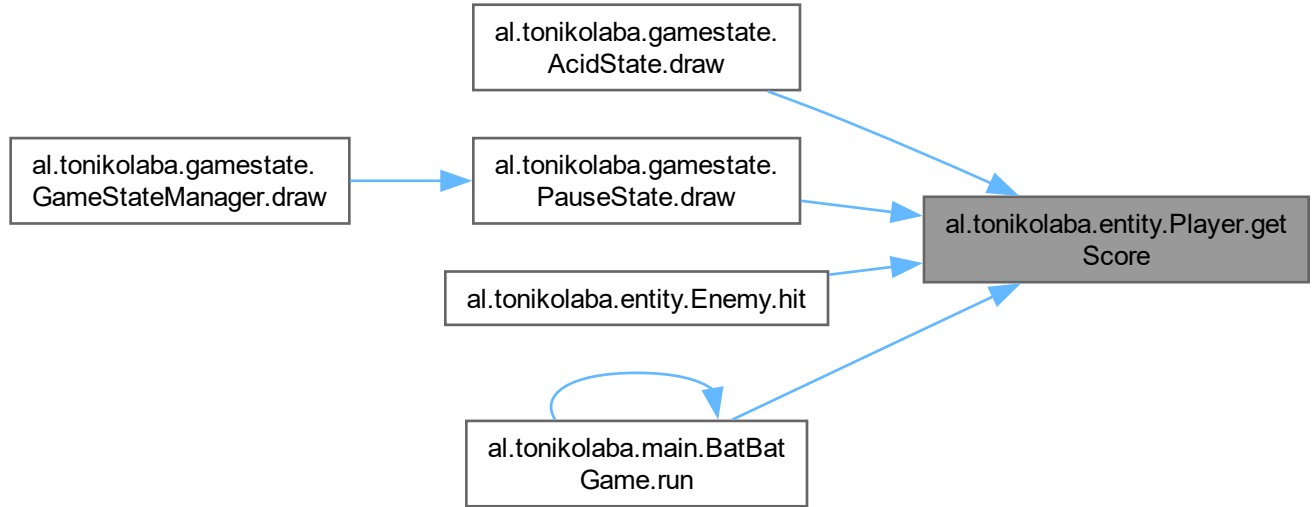 al.tonikolaba.gamestate.
AcidState.draw
al.tonikolaba.gamestate.
GameStateManager.draw
al.tonikolaba.gamestate.
PauseState.draw
al.tonikolaba.entity.Player.get
Score
al.tonikolaba.entity.Enemy.hit
al.tonikolaba.main.BatBat
Game.run